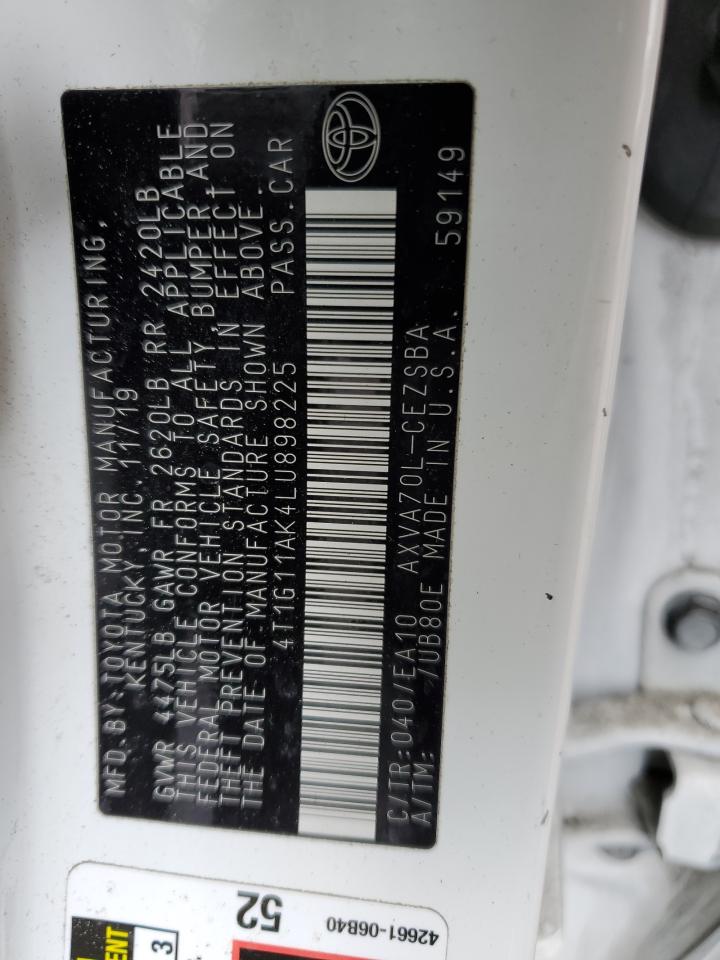 MFD.BY:TOYOTA MOTOR MANUFACTURING,
KENTUCKY, INC. 11/19
GVWR 4475LB GAWR FR 2620LB RR 2420LB
THIS VEHICLE CONFORMS TO ALL APPLICABLE
FEDERAL MOTOR VEHICLE SAFETY, BUMPER, AND
THEFT PREVENTION STANDARDS IN EFFECT ON
THE DATE OF MANUFACTURE SHOWN ABOVE.
4T1G11AK4LU898225 PASS.CAR
C/TR:040/EA10 AXVA70L-CEZSBA
A/TM: /UB80E MADE IN U.S.A. 59149
52
42661-06B40
3